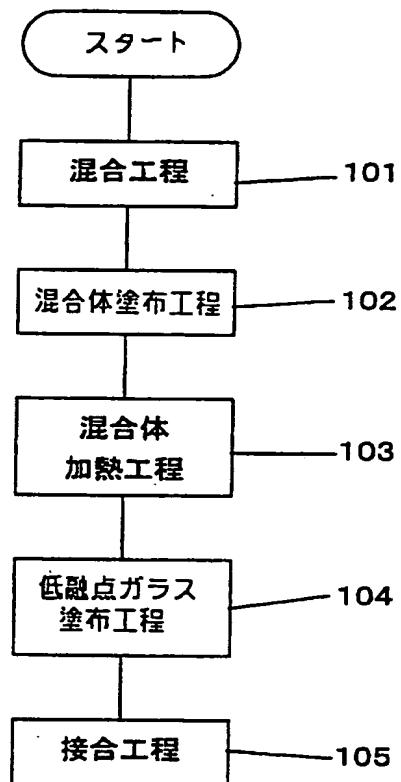 スタート
混合工程
101
混合体塗布工程
102
混合体
加熱工程
103
低融点ガラス
塗布工程
104
接合工程
105